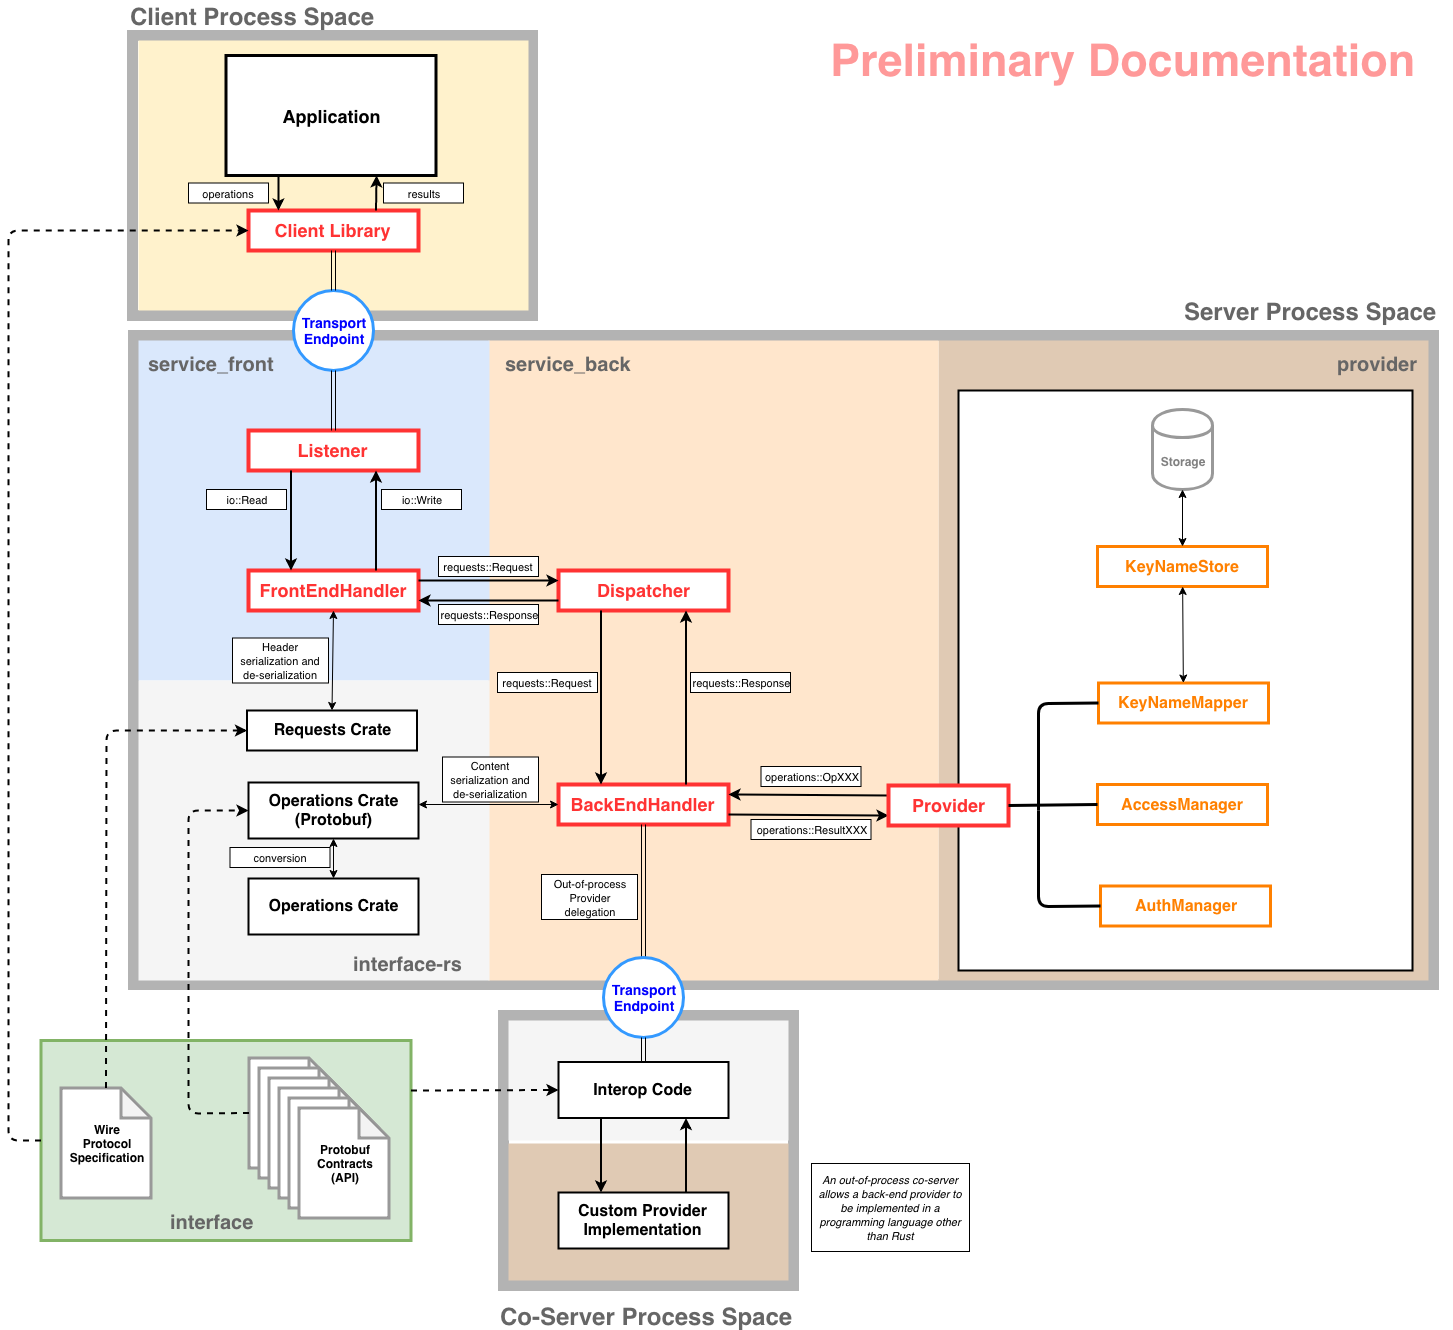 Client Process Space
Preliminary Documentation
Application
operations
results
Client Library
Transport
Endpoint
Server Process Space
service_front
service_back
provider
Listener
Storage
io::Read
io::Write
KeyNameStore
requests::Request
FrontEndHandler
Dispatcher
requests::Response
Header
serialization and
de-serialization
requests::Request
requests::Response
KeyNameMapper
Requests Crate
Content
serialization and
de-serialization
operations::OpXXX
Operations Crate
(Protobuf)
BackEndHandler
Provider
AccessManager
operations::ResultXXX
conversion
Out-of-process
Provider
delegation
Operations Crate
AuthManager
interface-rs
Transport
Endpoint
Interop Code
Wire
Protocol
Specification
Protobuf
Contracts
(API)
interface
Custom Provider
Implementation
An out-of-process co-server
allows a back-end provider to
be implemented in a
programming language other
than Rust
Co-Server Process Space